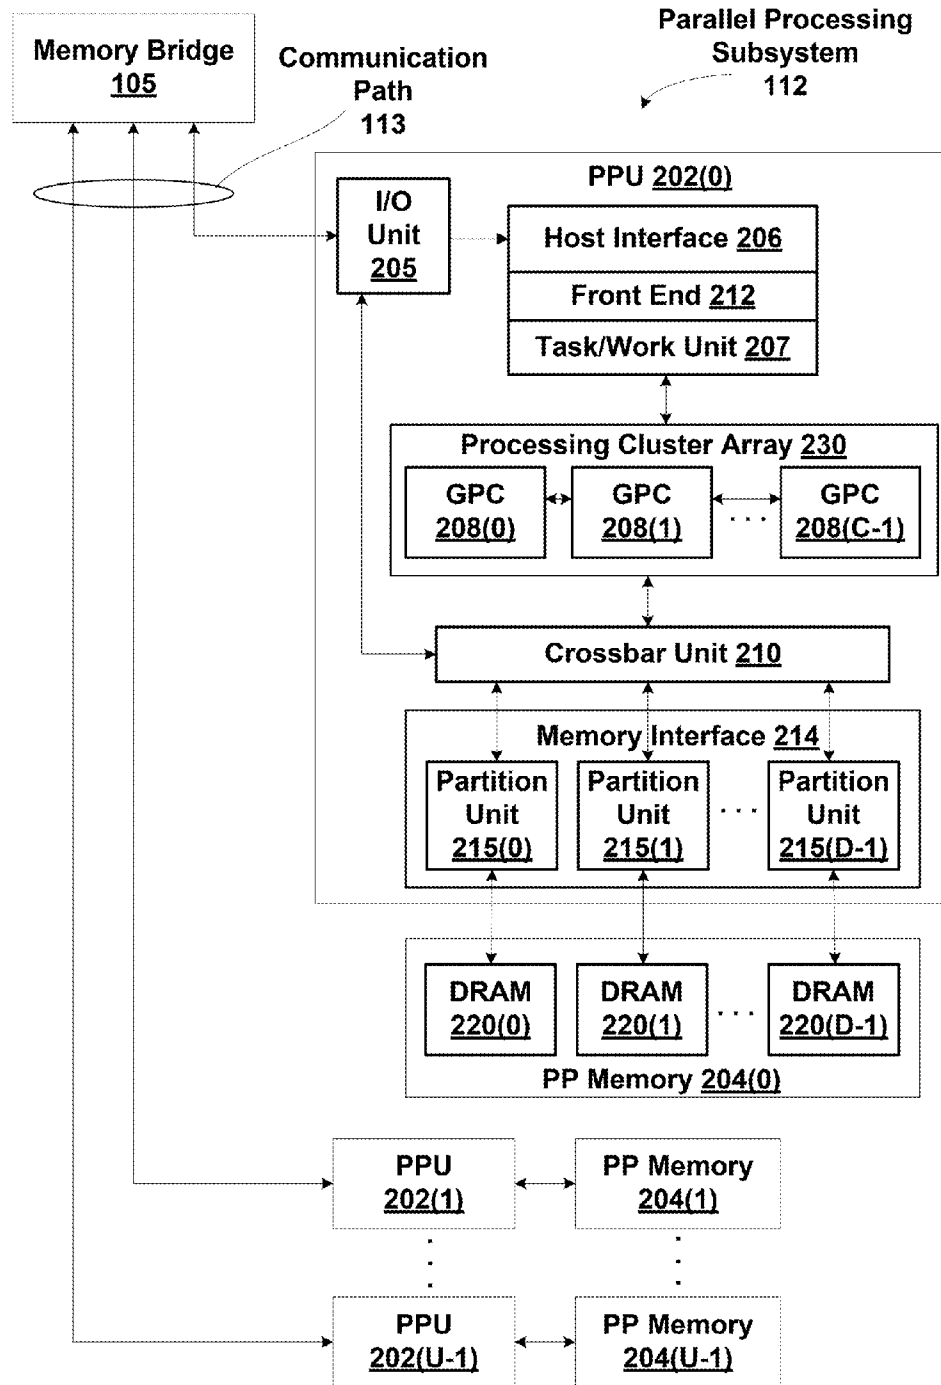 Memory Bridge
105
Communication
Path
113
Parallel Processing
Subsystem
112
PPU 202(0)
I/O
Unit
205
Host Interface 206
Front End 212
Task/Work Unit 207
Processing Cluster Array 230
GPC
208(0)
GPC
208(1)
. . .
GPC
208(C-1)
Crossbar Unit 210
Memory Interface 214
Partition
Unit
215(0)
Partition
Unit
215(1)
. . .
Partition
Unit
215(D-1)
DRAM
220(0)
DRAM
220(1)
. . .
DRAM
220(D-1)
PP Memory 204(0)
PPU
202(1)
PP Memory
204(1)
PPU
202(U-1)
PP Memory
204(U-1)